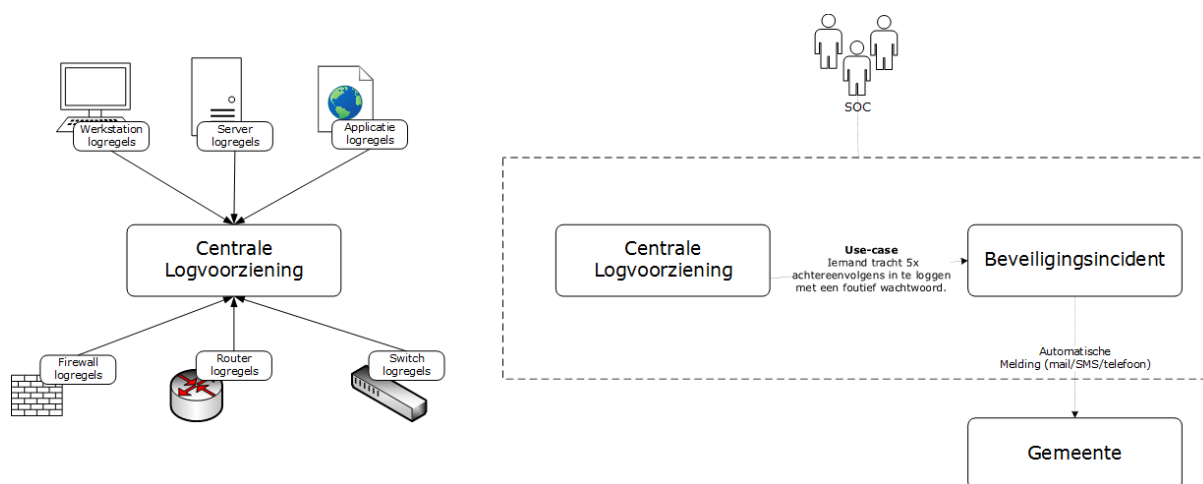 Werkstation
logregels
Server
logregels
Applicatie
logregels
Centrale
Logvoorziening
Firewall
logregels
Router
logregels
Switch
logregels
SOC
Centrale
Logvoorziening
Use-case
Iemand tracht 5x
achtereenvolgens in te loggen
met een foutief wachtwoord.
Beveiligingsincident
Automatische
Melding (mail/SMS/telefoon)
Gemeente